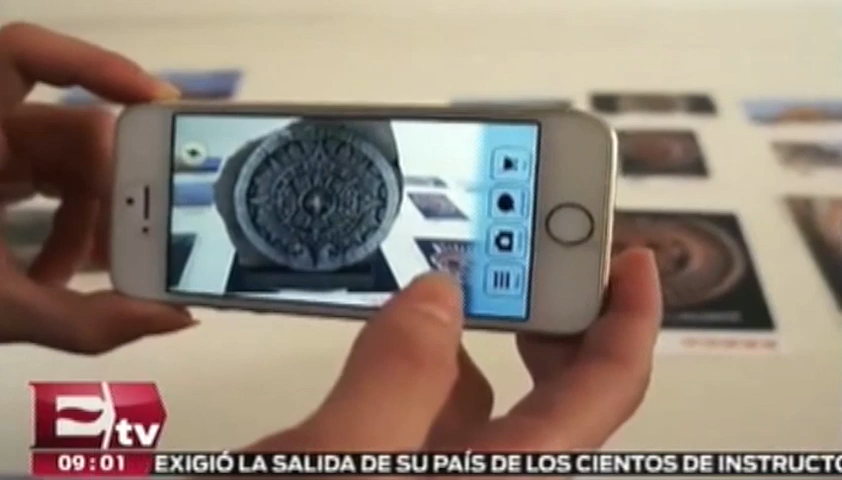 tv
09:01 EXIGIÓ LA SALIDA DE SU PAÍS DE LOS CIENTOS DE INSTRUCTO